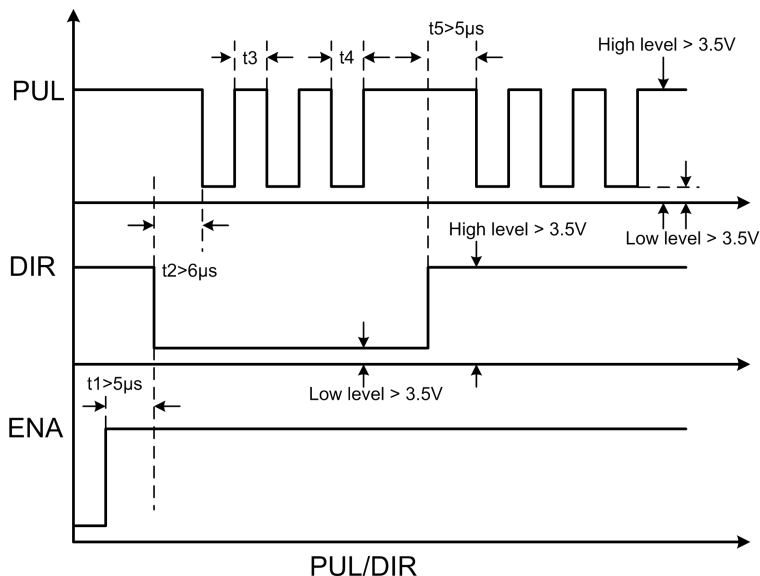 t5>5μs
High level > 3.5V
t3
t4
PUL
High level > 3.5V
Low level > 3.5V
DIR
t2>6μs
t1>5μs
Low level > 3.5V
ENA
PUL/DIR